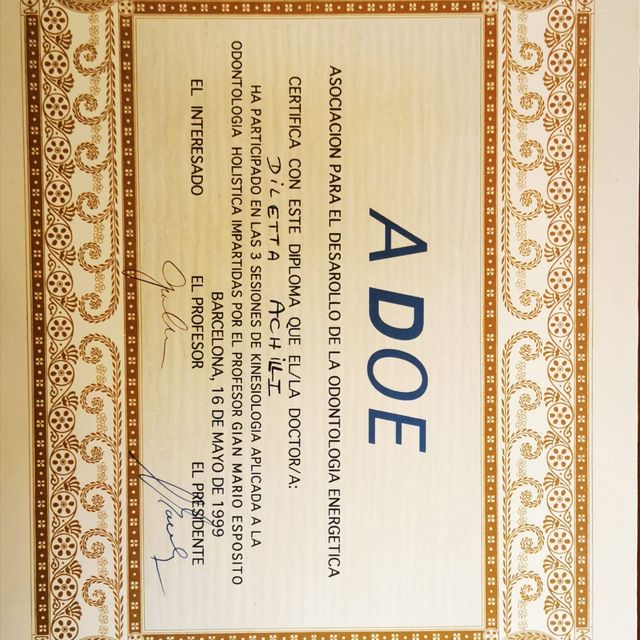 ADOE
ASOCIACION PARA EL DESAROLLO DE LA ODONTOLOGIA ENERGETICA
CERTIFICA CON ESTE DIPLOMA QUE EL/LA DOCTOR/A:
DILETTA ACHILLI
HA PARTICIPADO EN LAS 3 SESIONES DE KINESIOLOGIA APLICADA A LA
ODONTOLOGIA HOLISTICA IMPARTIDAS POR EL PROFESOR GIAN MARIO ESPOSITO
BARCELONA, 16 DE MAYO DE 1999
EL INTERESADO EL PROFESOR EL PRESIDENTE